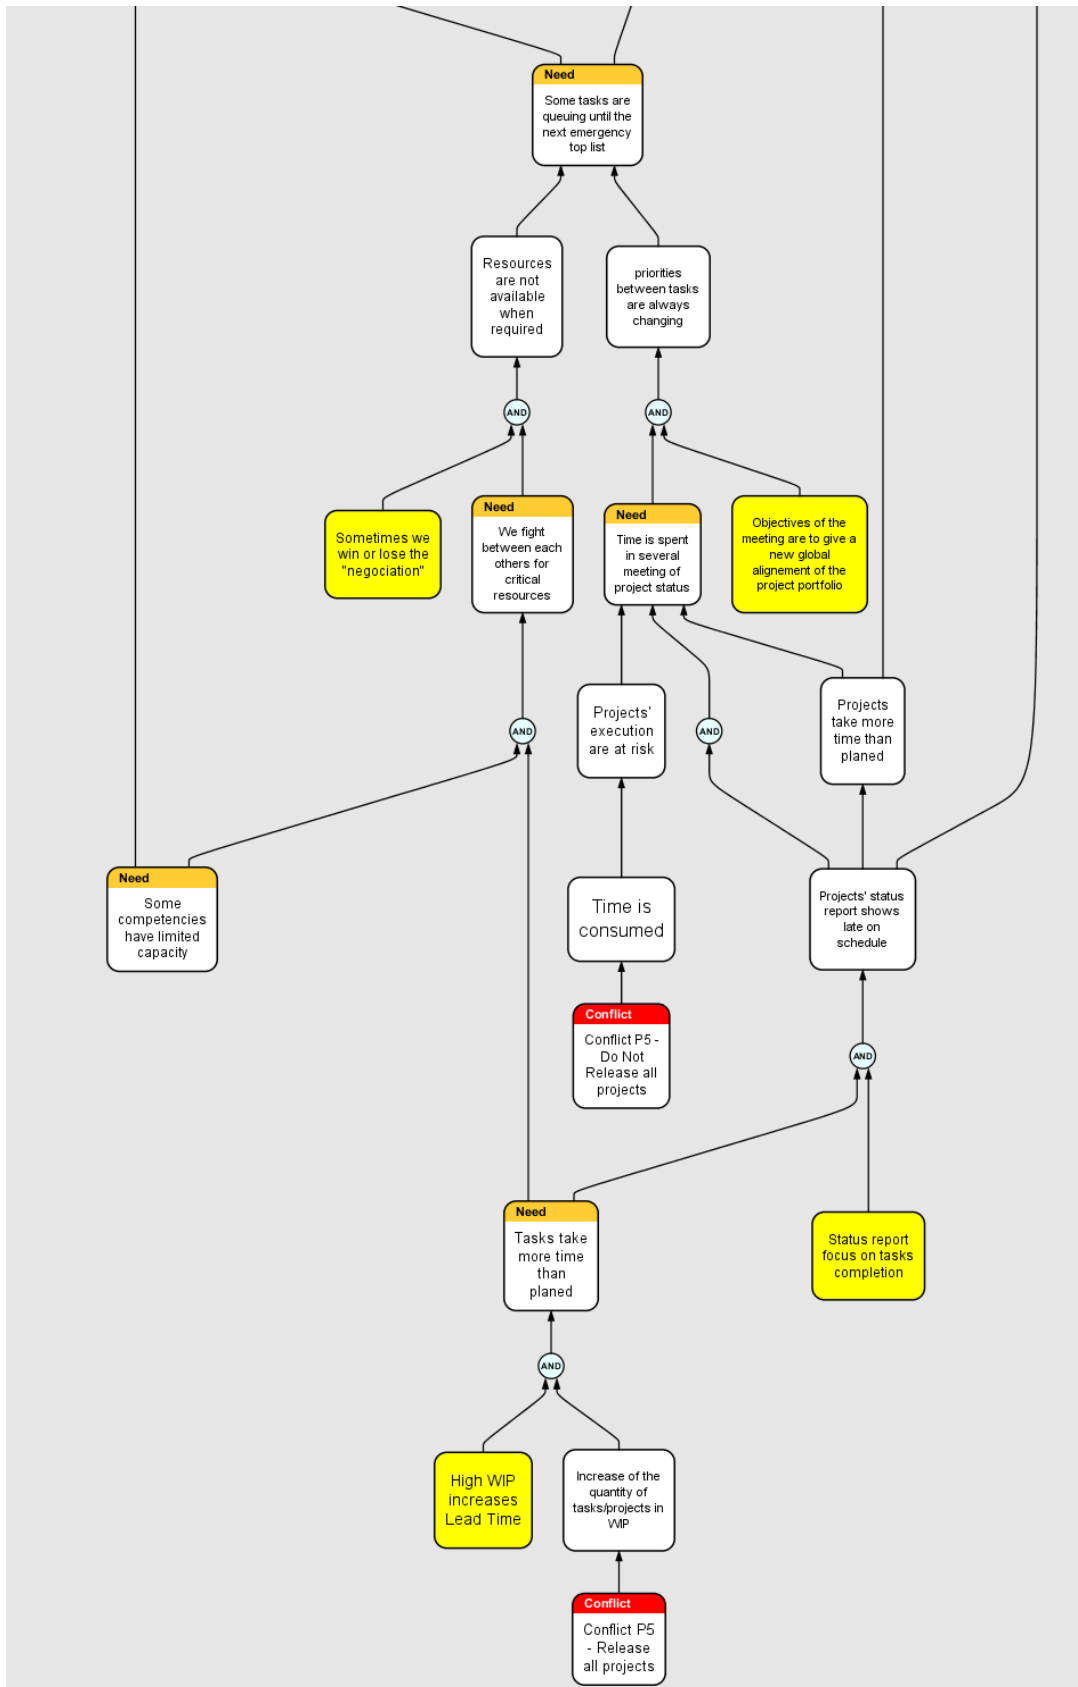 Need
Some tasks are
queuing until the
next emergency
top list
Resources
are not
available
when
required
priorities
between tasks
are always
changing
AND
AND
Sometimes we
win or lose the
"negociation"
Need
We fight
between each
others for
critical
resources
Need
Time is spent
in several
meeting of
project status
Objectives of the
meeting are to give a
new global
alignement of the
project portfolio
Projects'
execution
are at risk
Projects
take more
time than
planed
AND
AND
Need
Some
competencies
have limited
capacity
Time is
consumed
Projects' status
report shows
late on
schedule
Conflict
Conflict P5 -
Do Not
Release all
projects
AND
Need
Tasks take
more time
than
planed
Status report
focus on tasks
completion
AND
High WIP
increases
Lead Time
Increase of the
quantity of
tasks/projects in
WIP
Conflict
Conflict P5
- Release
all projects